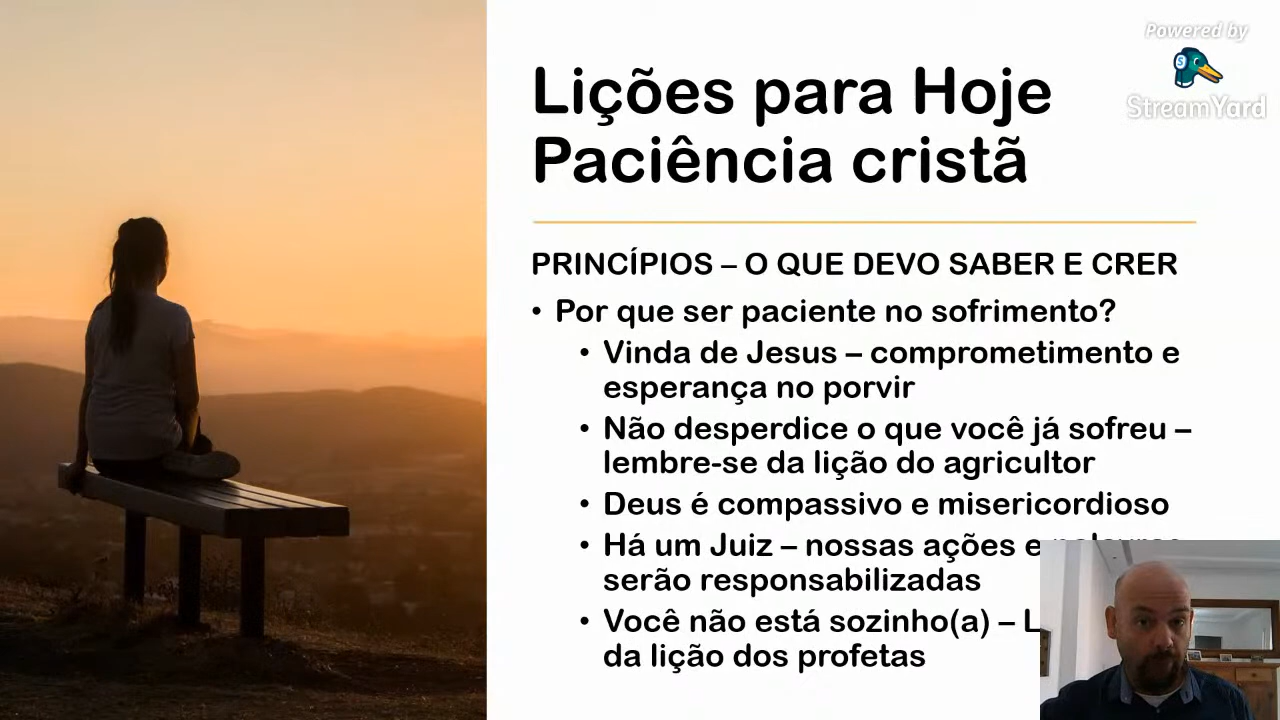 Powered by
StreamYard
Lições para Hoje
Paciência cristã
PRINCÍPIOS – O QUE DEVO SABER E CRER
• Por que ser paciente no sofrimento?
• Vinda de Jesus – comprometimento e
esperança no porvir
• Não desperdice o que você já sofreu –
lembre-se da lição do agricultor
• Deus é compassivo e misericordioso
• Há um Juiz – nossas ações e
serão responsabilizadas
• Você não está sozinho(a) –
da lição dos profetas